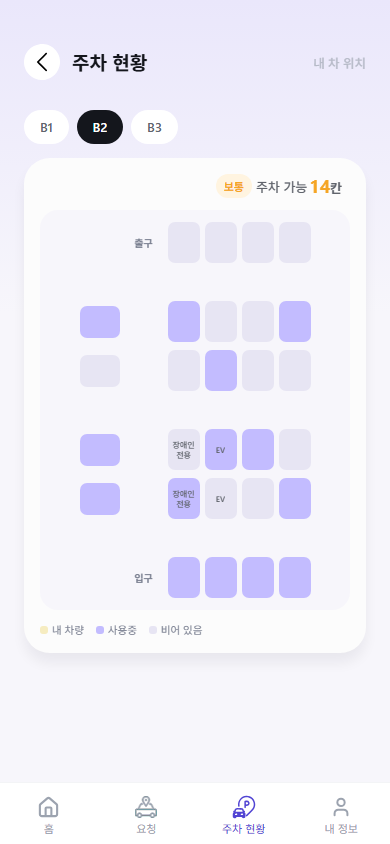 주차 현황
내 차 위치
B1 B2 B3
보통 주차 가능 14칸
출구
장애인
전용
EV
장애인
전용
EV
입구
내 차량 사용중 비어 있음
P
홈 요청 주차 현황 내 정보